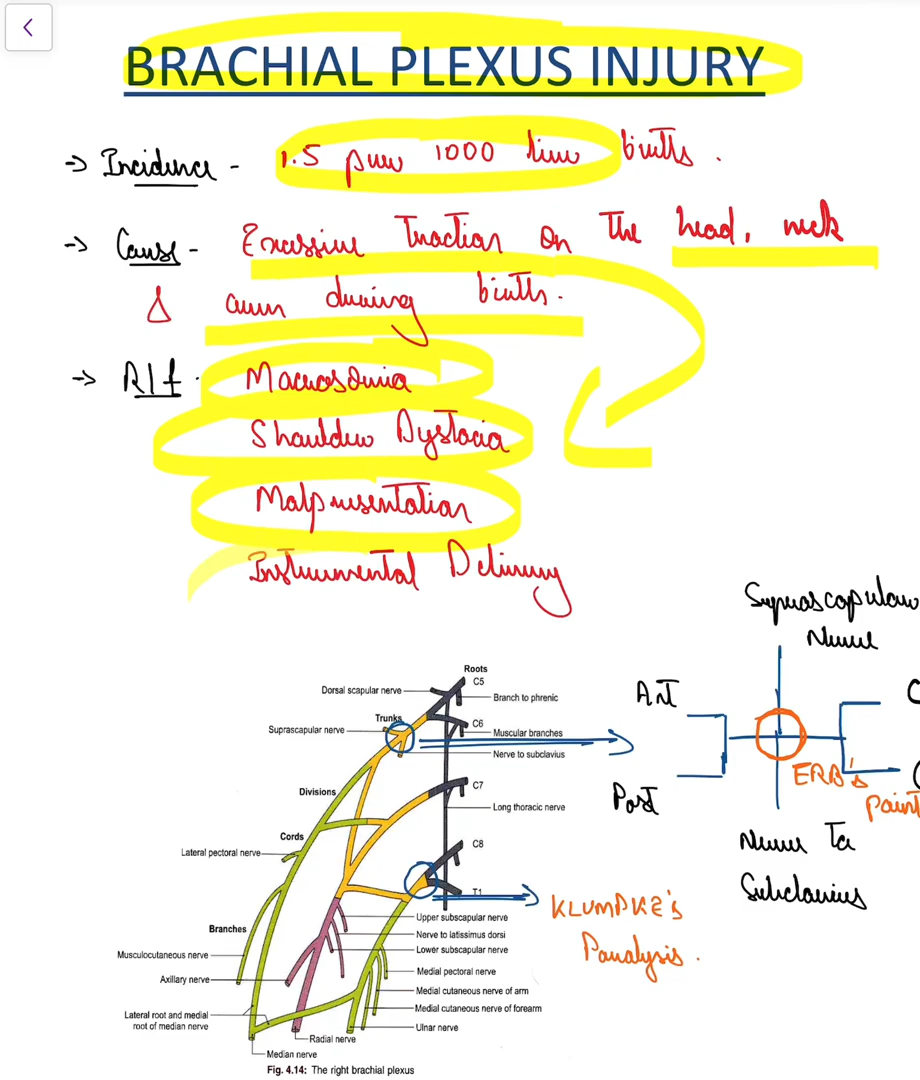 BRACHIAL PLEXUS INJURY
→ Incidence - 1.5 per 1000 live births.
→ Cause - Excessive Traction on The head, neck
& arm during births.
→ R/f - Macrosomia
Shoulder Dystocia
Malpresentation
Instrumental Delivery
Suprascapular
Nerve
Ant
C
Post
C
ERB's
Point
Nerve To
Subclavius
Roots
C5
Dorsal scapular nerve
Branch to phrenic
Trunks
C6
Suprascapular nerve
Muscular branches
Nerve to subclavius
C7
Divisions
Long thoracic nerve
Cords
C8
Lateral pectoral nerve
T1
KLUMPKE's
Paralysis.
Upper subscapular nerve
Branches
Nerve to latissimus dorsi
Lower subscapular nerve
Musculocutaneous nerve
Medial pectoral nerve
Axillary nerve
Medial cutaneous nerve of arm
Medial cutaneous nerve of forearm
Lateral root and medial
root of median nerve
Ulnar nerve
Radial nerve
Median nerve
Fig. 4.14: The right brachial plexus